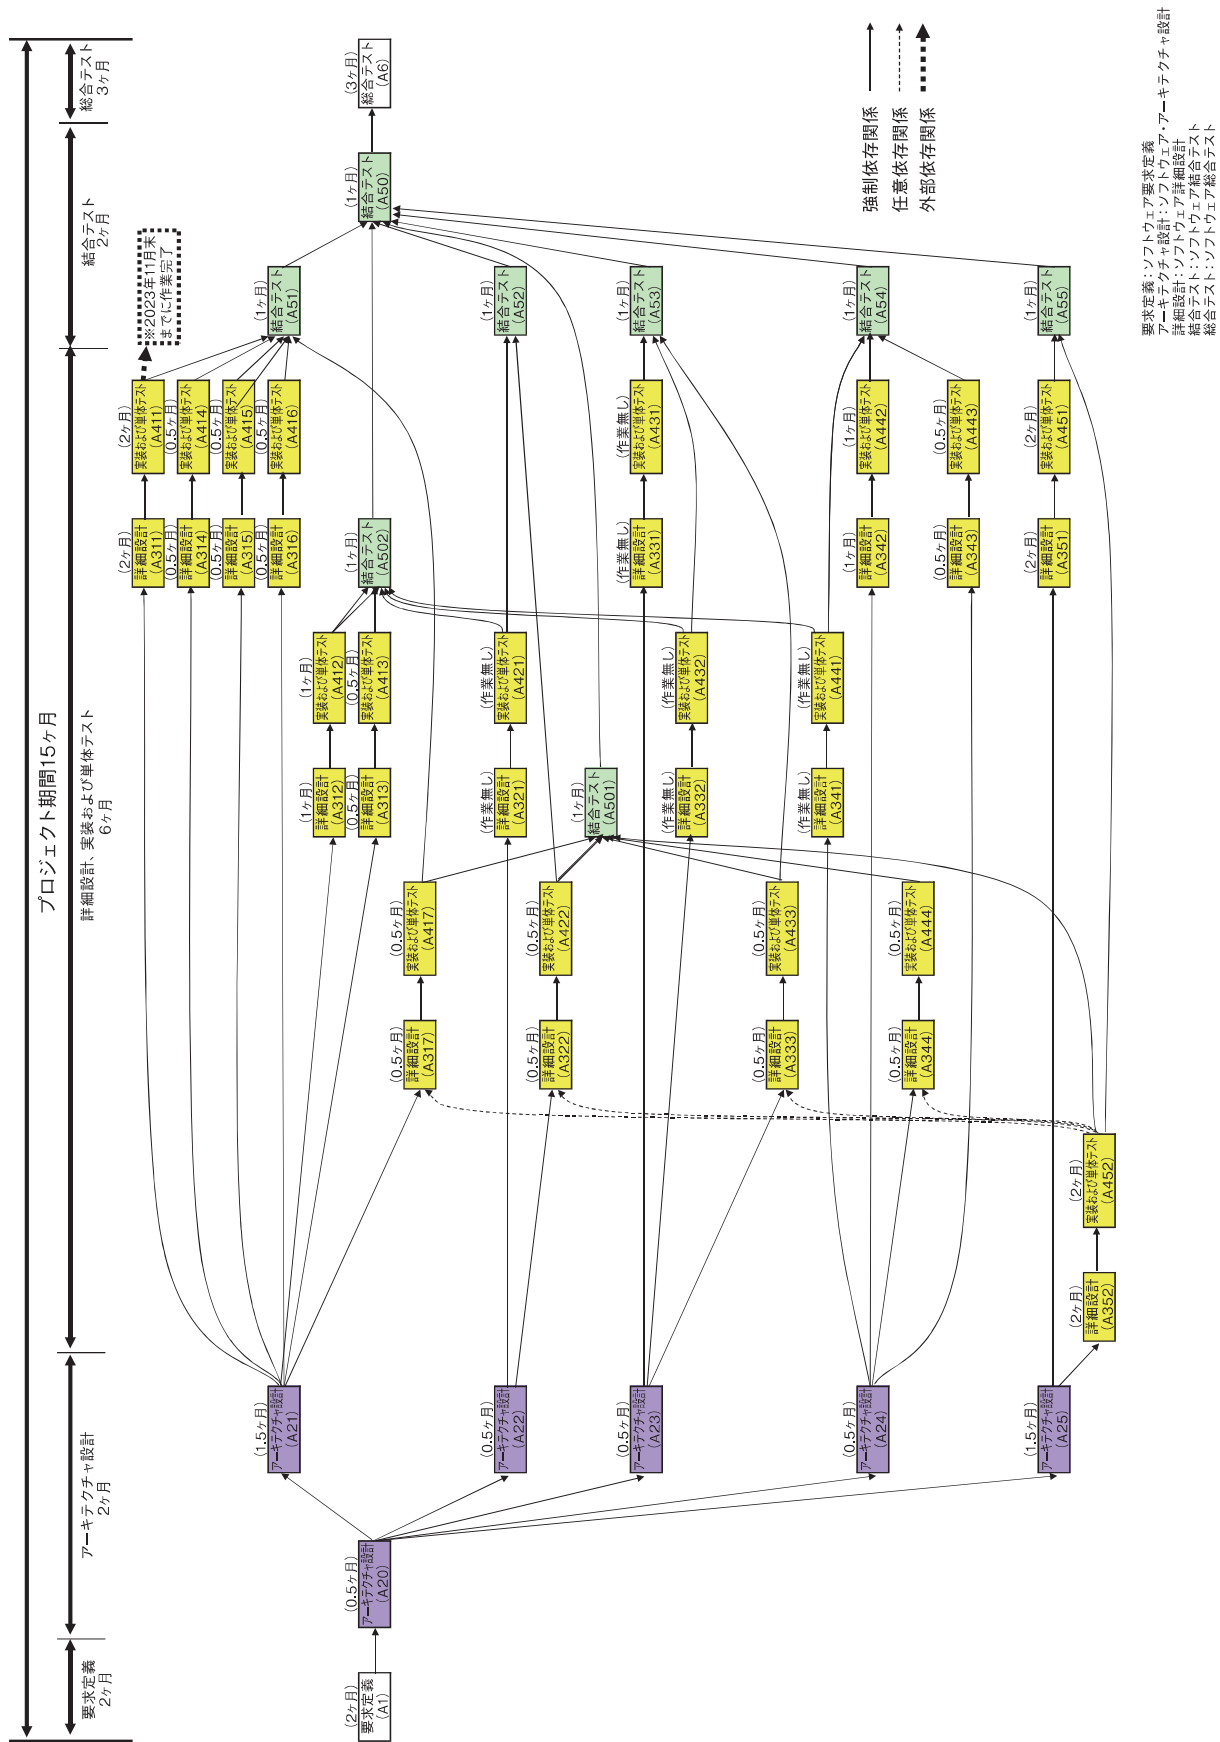 プロジェクト期間15ヶ月
要求定義
2ヶ月
アーキテクチャ設計
2ヶ月
詳細設計、実装および単体テスト
6ヶ月
結合テスト
2ヶ月
総合テスト
3ヶ月
(2ヶ月)
要求定義
(A1)
(0.5ヶ月)
アーキテクチャ設計
(A20)
(1.5ヶ月)
アーキテクチャ設計
(A21)
(0.5ヶ月)
アーキテクチャ設計
(A22)
(0.5ヶ月)
アーキテクチャ設計
(A23)
(0.5ヶ月)
アーキテクチャ設計
(A24)
(1.5ヶ月)
アーキテクチャ設計
(A25)
(2ヶ月)
詳細設計
(A352)
(2ヶ月)
実装および単体テスト
(A452)
(0.5ヶ月)
詳細設計
(A317)
(0.5ヶ月)
実装および単体テスト
(A417)
(0.5ヶ月)
詳細設計
(A322)
(0.5ヶ月)
実装および単体テスト
(A422)
(0.5ヶ月)
詳細設計
(A333)
(0.5ヶ月)
実装および単体テスト
(A433)
(0.5ヶ月)
詳細設計
(A344)
(0.5ヶ月)
実装および単体テスト
(A444)
(1ヶ月)
詳細設計
(A312)
(1ヶ月)
実装および単体テスト
(A412)
(0.5ヶ月)
詳細設計
(A313)
(0.5ヶ月)
実装および単体テスト
(A413)
(作業無し)
詳細設計
(A321)
(作業無し)
実装および単体テスト
(A421)
(1ヶ月)
結合テスト
(A501)
(作業無し)
詳細設計
(A332)
(作業無し)
実装および単体テスト
(A432)
(作業無し)
詳細設計
(A341)
(作業無し)
実装および単体テスト
(A441)
(2ヶ月)
詳細設計
(A311)
(2ヶ月)
実装および単体テスト
(A411)
※2023年11月末
までに作業完了
(0.5ヶ月)
詳細設計
(A314)
(0.5ヶ月)
実装および単体テスト
(A414)
(0.5ヶ月)
詳細設計
(A315)
(0.5ヶ月)
実装および単体テスト
(A415)
(0.5ヶ月)
詳細設計
(A316)
(0.5ヶ月)
実装および単体テスト
(A416)
(1ヶ月)
結合テスト
(A502)
(作業無し)
詳細設計
(A331)
(作業無し)
実装および単体テスト
(A431)
(1ヶ月)
詳細設計
(A342)
(1ヶ月)
実装および単体テスト
(A442)
(0.5ヶ月)
詳細設計
(A343)
(0.5ヶ月)
実装および単体テスト
(A443)
(2ヶ月)
詳細設計
(A351)
(2ヶ月)
実装および単体テスト
(A451)
(1ヶ月)
結合テスト
(A51)
(1ヶ月)
結合テスト
(A52)
(1ヶ月)
結合テスト
(A53)
(1ヶ月)
結合テスト
(A54)
(1ヶ月)
結合テスト
(A55)
(1ヶ月)
結合テスト
(A50)
(3ヶ月)
総合テスト
(A6)
強制依存関係
任意依存関係
外部依存関係
要求定義：ソフトウェア要求定義
アーキテクチャ設計：ソフトウェア・アーキテクチャ設計
詳細設計：ソフトウェア詳細設計
結合テスト：ソフトウェア結合テスト
総合テスト：ソフトウェア総合テスト